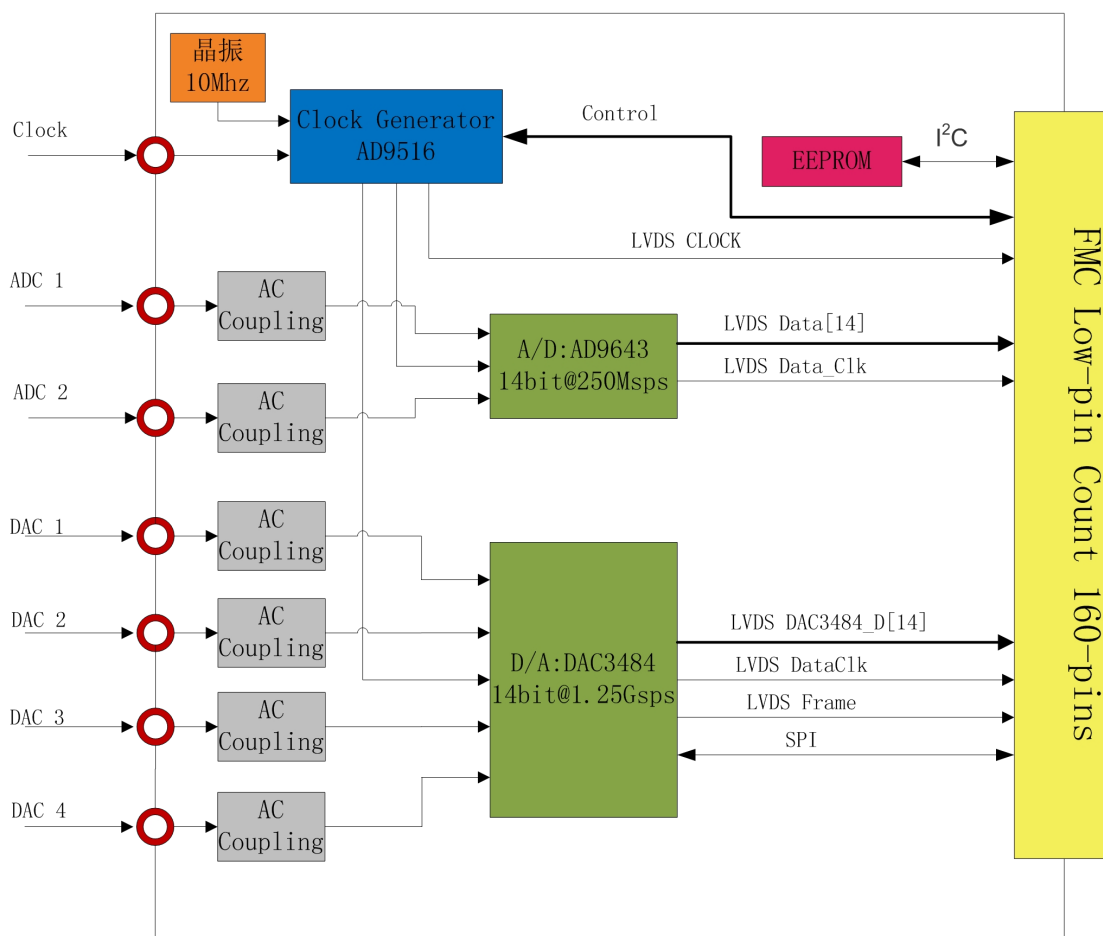 晶振
10Mhz
Clock
Clock Generator
AD9516
Control
EEPROM
I²C
LVDS CLOCK
ADC 1
AC
Coupling
A/D:AD9643
14bit@250Msps
LVDS Data[14]
LVDS Data_Clk
ADC 2
AC
Coupling
DAC 1
AC
Coupling
DAC 2
AC
Coupling
D/A:DAC3484
14bit@1.25Gsps
LVDS DAC3484_D[14]
LVDS DataClk
LVDS Frame
SPI
DAC 3
AC
Coupling
DAC 4
AC
Coupling
FMC Low-pin Count 160-pins